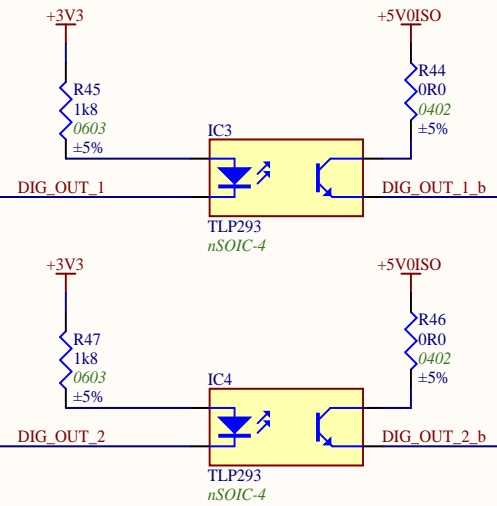 +3V3
+5V0ISO
R45
1k8
0603
±5%
R44
0R0
0402
±5%
IC3
DIG_OUT_1
DIG_OUT_1_b
TLP293
nSOIC-4
+3V3
+5V0ISO
R47
1k8
0603
±5%
R46
0R0
0402
±5%
IC4
DIG_OUT_2
DIG_OUT_2_b
TLP293
nSOIC-4